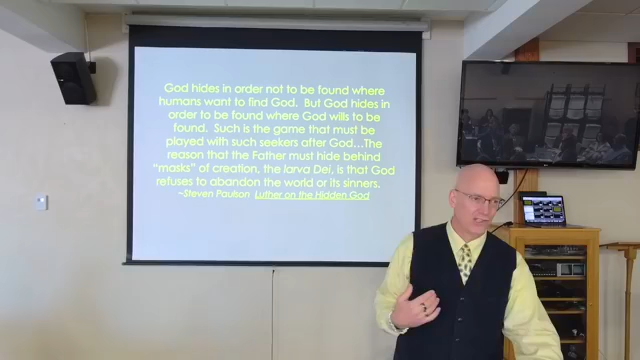 God hides in order not to be found where
humans want to find God. But God hides in
order to be found where God wills to be
found. Such is the game that must be
played with such seekers after God...The
reason that the Father must hide behind
"masks" of creation, the larva Dei, is that God
refuses to abandon the world or its sinners.
~Steven Paulson Luther on the Hidden God